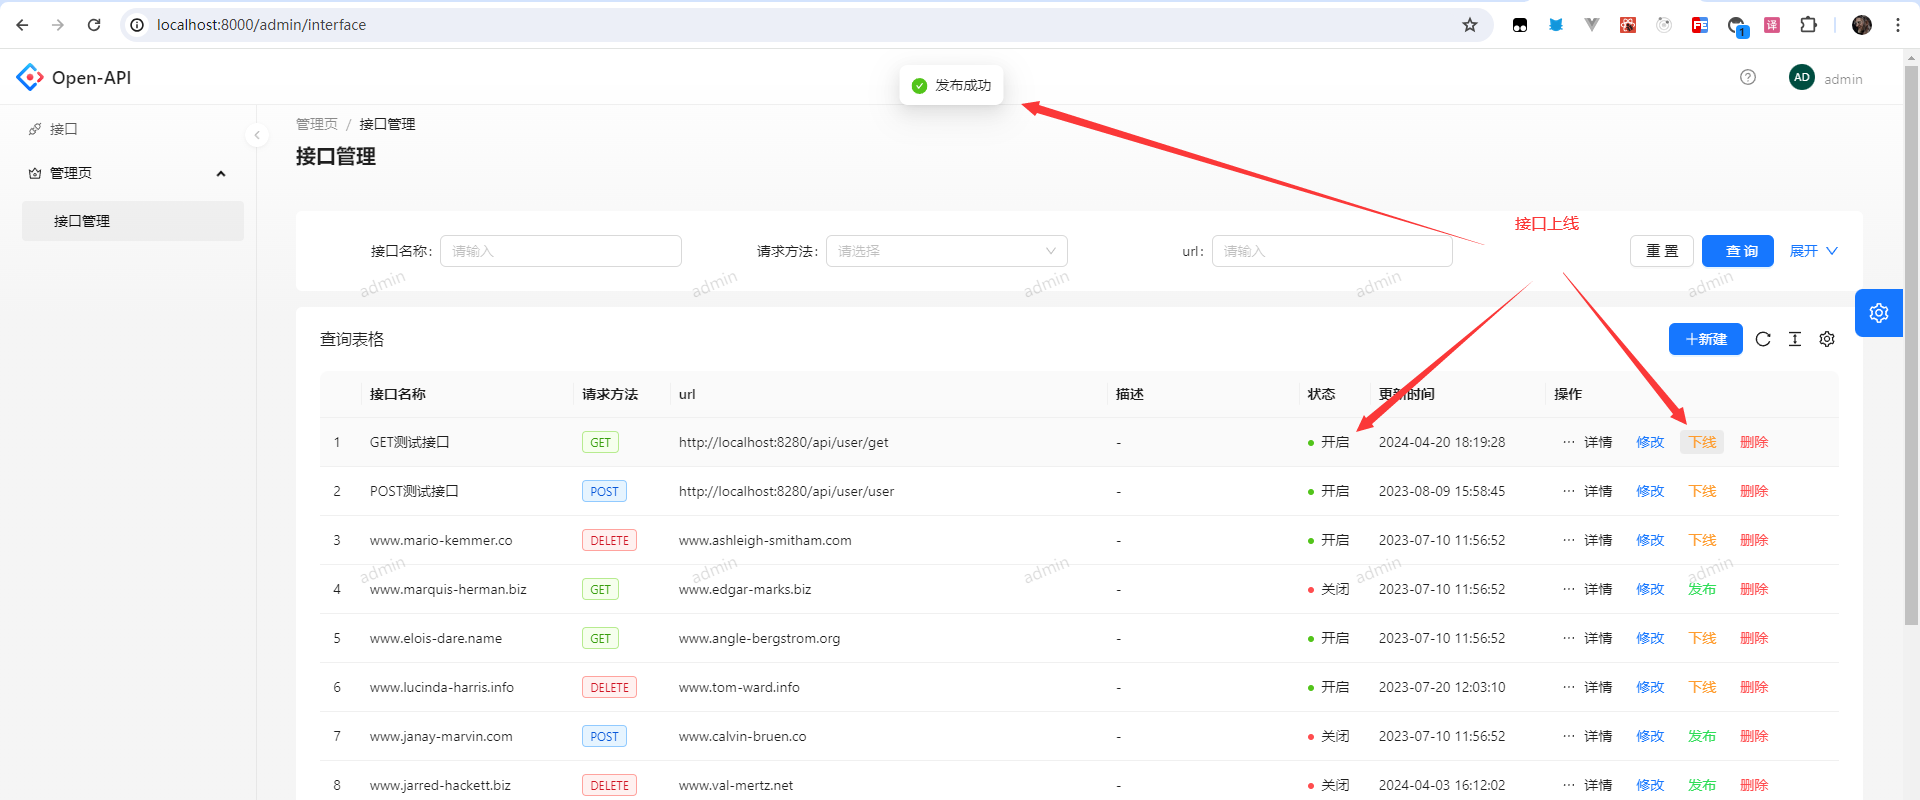 localhost:8000/admin/interface
1
译
Open-API
发布成功
AD admin
接口
管理页
接口管理
管理页 / 接口管理
接口管理
接口上线
接口名称: 请输入 请求方法: 请选择 url: 请输入 重 置 查 询 展开
admin admin admin admin admin
查询表格 +新建
接口名称 请求方法 url 描述 状态 更新时间 操作
1 GET测试接口 GET http://localhost:8280/api/user/get - 开启 2024-04-20 18:19:28 ··· 详情 修改 下线 删除
2 POST测试接口 POST http://localhost:8280/api/user/user - 开启 2023-08-09 15:58:45 ··· 详情 修改 下线 删除
3 www.mario-kemmer.co DELETE www.ashleigh-smitham.com - 开启 2023-07-10 11:56:52 ··· 详情 修改 下线 删除
admin admin admin admin admin
4 www.marquis-herman.biz GET www.edgar-marks.biz - 关闭 2023-07-10 11:56:52 ··· 详情 修改 发布 删除
5 www.elois-dare.name GET www.angle-bergstrom.org - 开启 2023-07-10 11:56:52 ··· 详情 修改 下线 删除
6 www.lucinda-harris.info DELETE www.tom-ward.info - 开启 2023-07-20 12:03:10 ··· 详情 修改 下线 删除
7 www.janay-marvin.com POST www.calvin-bruen.co - 关闭 2023-07-10 11:56:52 ··· 详情 修改 发布 删除
8 www.jarred-hackett.biz DELETE www.val-mertz.net - 关闭 2024-04-03 16:12:02 ··· 详情 修改 发布 删除